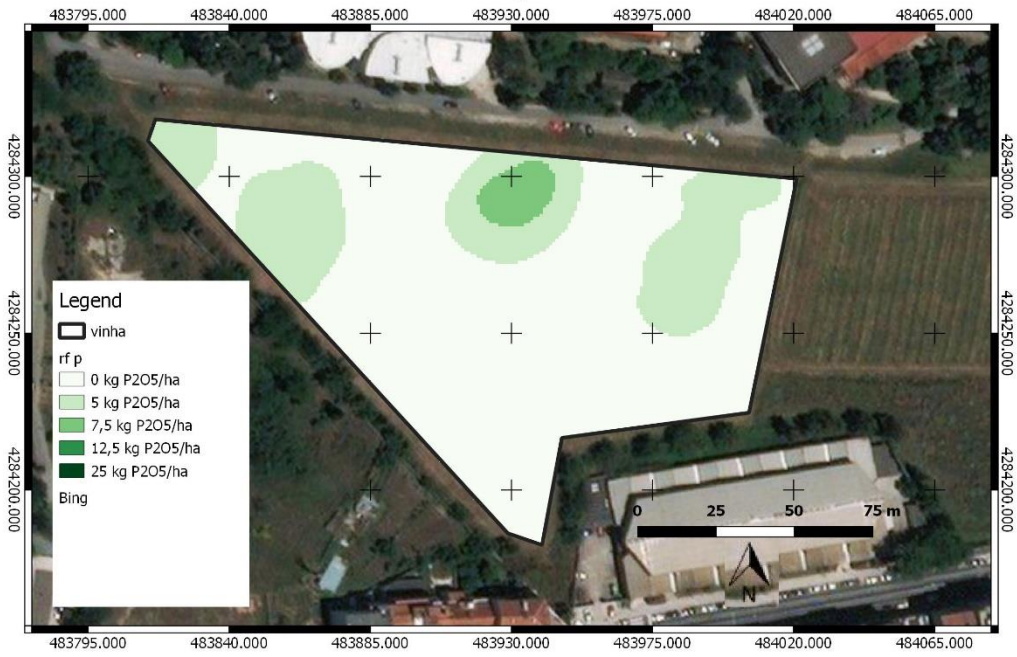 483795.000 483840.000 483885.000 483930.000 483975.000 484020.000 484065.000
4284300.000 4284300.000
4284250.000 4284250.000
4284200.000 4284200.000
Legend
vinha
rf p
0 kg P2O5/ha
5 kg P2O5/ha
7,5 kg P2O5/ha
12,5 kg P2O5/ha
25 kg P2O5/ha
Bing
0 25 50 75 m
N
483795.000 483840.000 483885.000 483930.000 483975.000 484020.000 484065.000